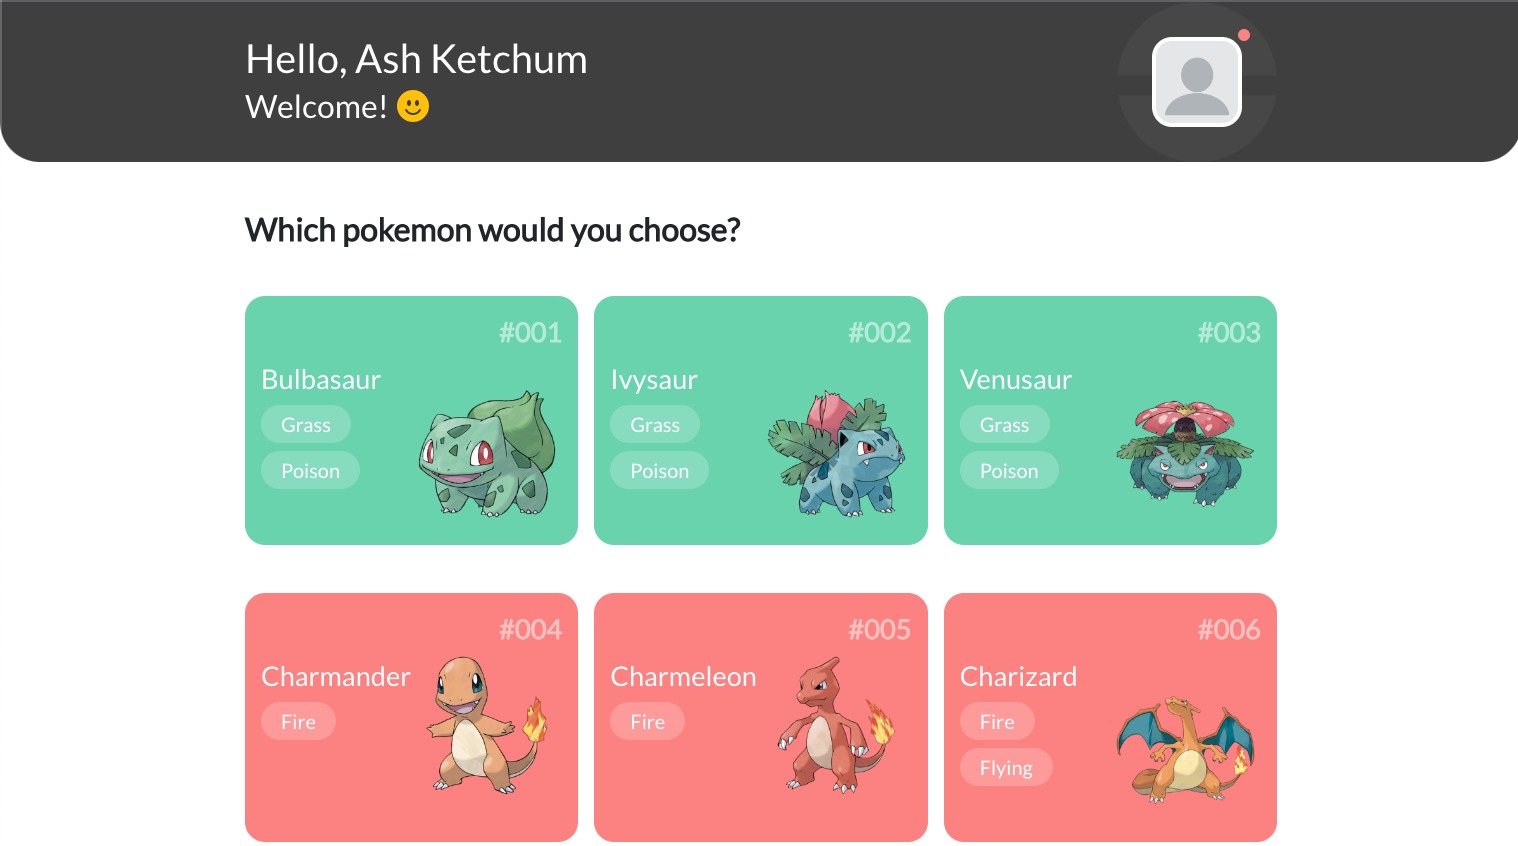 Hello, Ash Ketchum
Welcome!
Which pokemon would you choose?
#001
Bulbasaur
Grass
Poison
#002
Ivysaur
Grass
Poison
#003
Venusaur
Grass
Poison
#004
Charmander
Fire
#005
Charmeleon
Fire
#006
Charizard
Fire
Flying